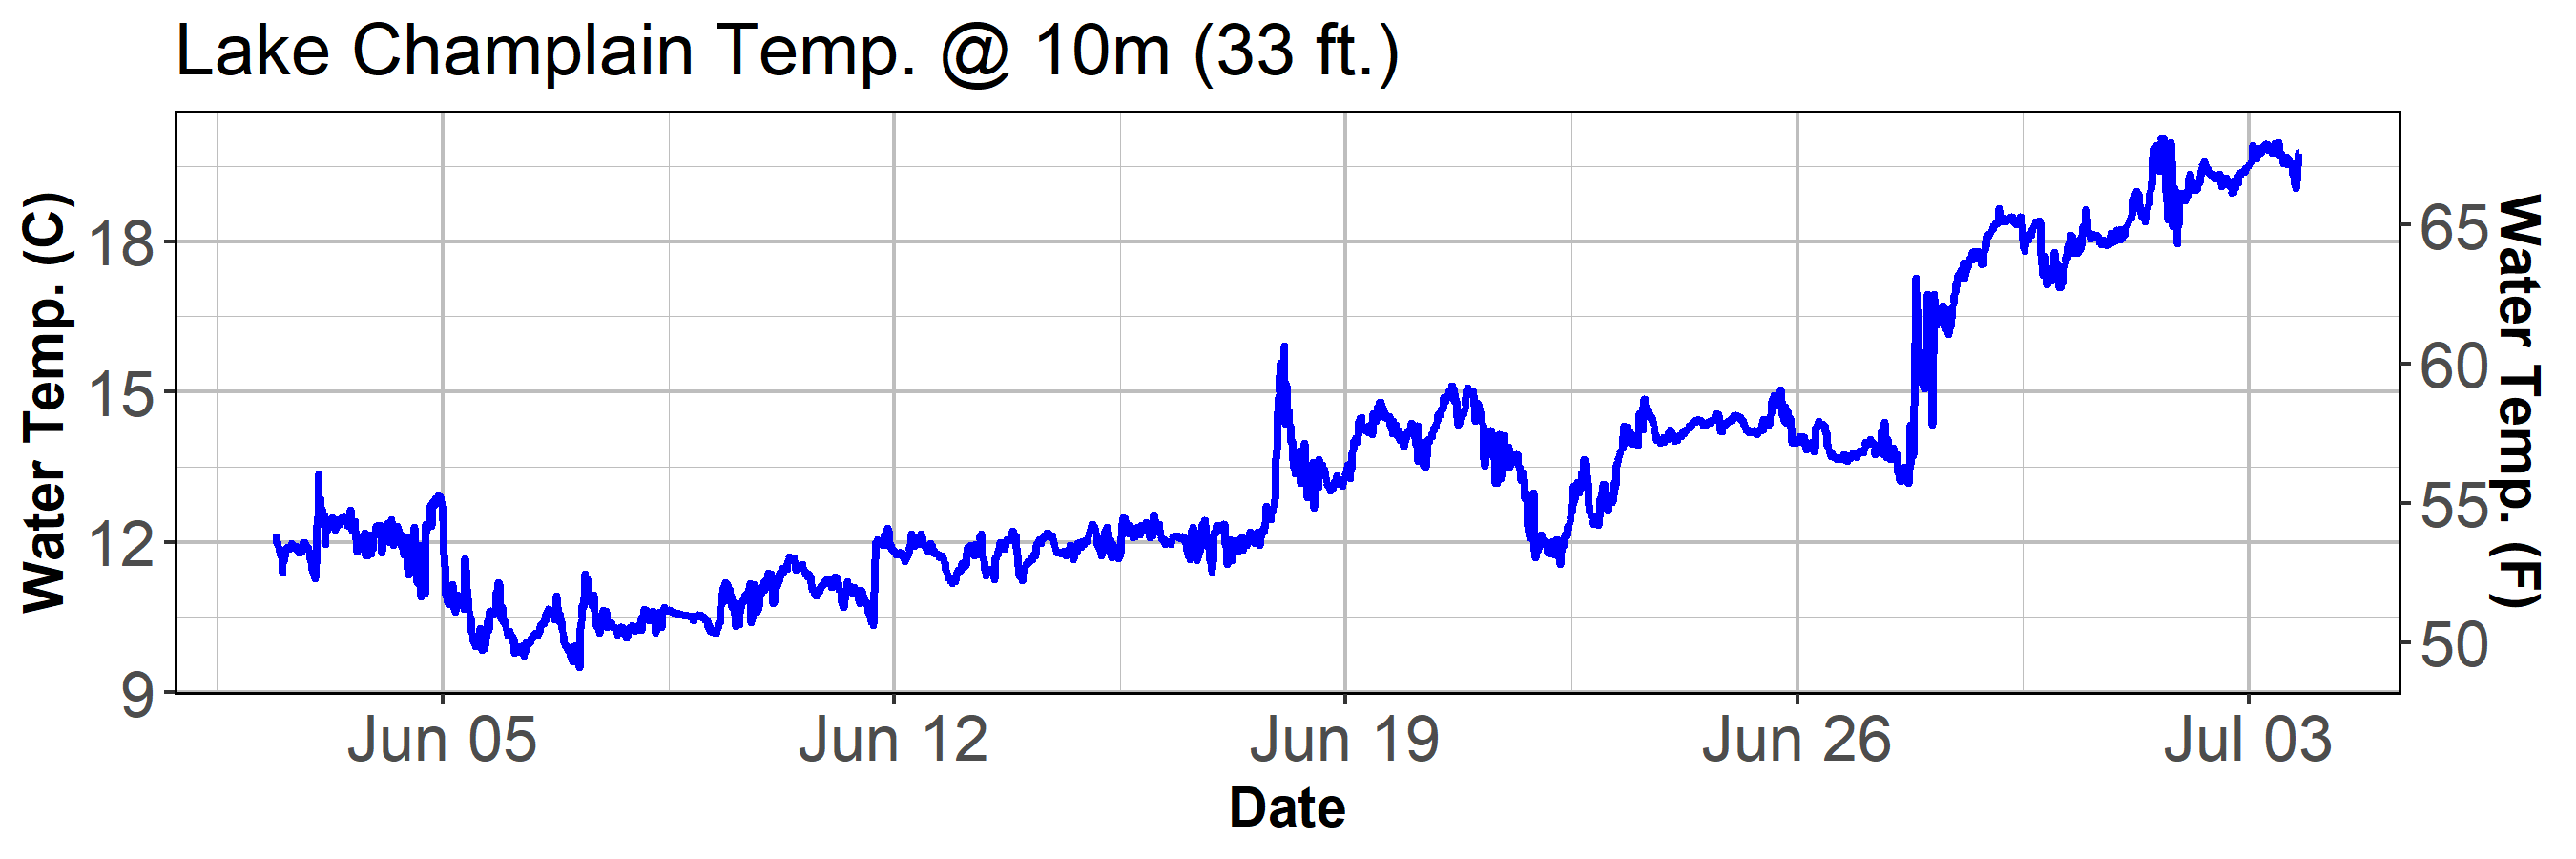 Lake Champlain Temp. @ 10m (33 ft.)
Water Temp. (C)
18
15
12
9
65
60
55
50
Water Temp. (F)
Jun 05
Jun 12
Jun 19
Jun 26
Jul 03
Date